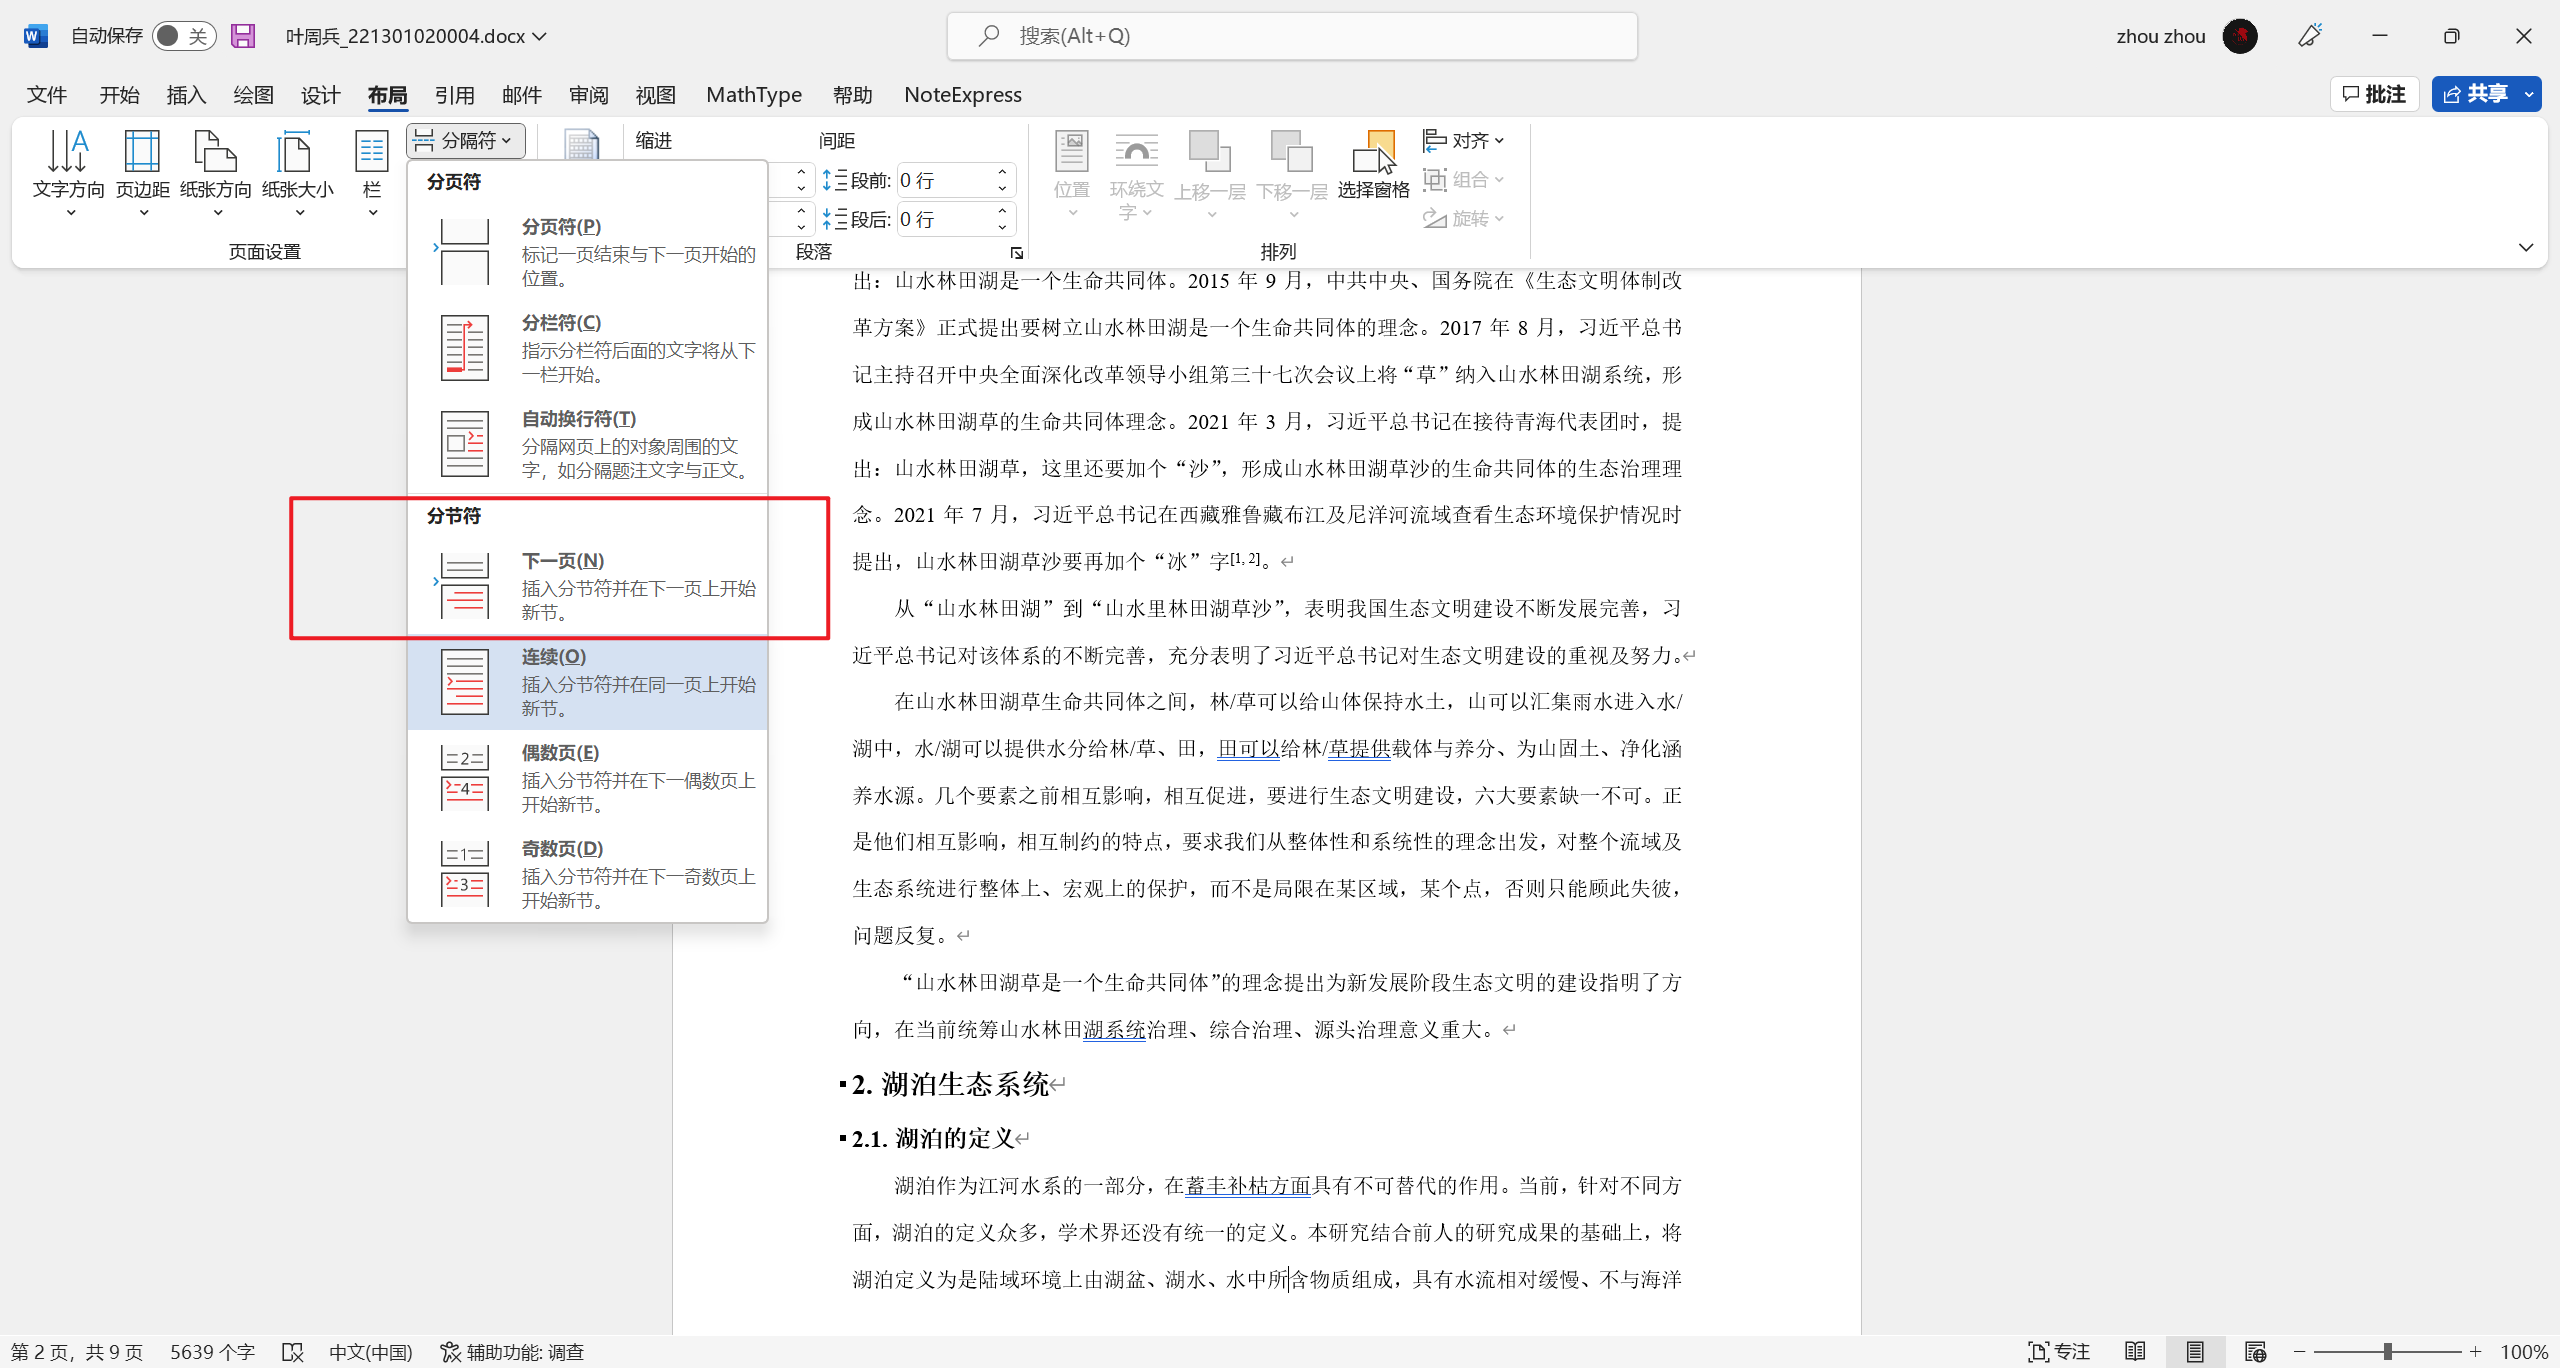 自动保存 关 叶周兵_221301020004.docx
搜索(Alt+Q)
zhou zhou
文件 开始 插入 绘图 设计 布局 引用 邮件 审阅 视图 MathType 帮助 NoteExpress
批注 共享
文字方向 页边距 纸张方向 纸张大小 栏
分隔符
页面设置
缩进 间距
段前: 0 行
段后: 0 行
段落
位置 环绕文字 上移一层 下移一层 选择窗格
对齐
组合
旋转
排列
分页符
分页符(P)
标记一页结束与下一页开始的
位置。
分栏符(C)
指示分栏符后面的文字将从下
一栏开始。
自动换行符(T)
分隔网页上的对象周围的文
字，如分隔题注文字与正文。
分节符
下一页(N)
插入分节符并在下一页上开始
新节。
连续(O)
插入分节符并在同一页上开始
新节。
偶数页(E)
插入分节符并在下一偶数页上
开始新节。
奇数页(D)
插入分节符并在下一奇数页上
开始新节。
出：山水林田湖是一个生命共同体。2015 年 9 月，中共中央、国务院在《生态文明体制改
革方案》正式提出要树立山水林田湖是一个生命共同体的理念。2017 年 8 月，习近平总书
记主持召开中央全面深化改革领导小组第三十七次会议上将“草”纳入山水林田湖系统，形
成山水林田湖草的生命共同体理念。2021 年 3 月，习近平总书记在接待青海代表团时，提
出：山水林田湖草，这里还要加个“沙”，形成山水林田湖草沙的生命共同体的生态治理理
念。2021 年 7 月，习近平总书记在西藏雅鲁藏布江及尼洋河流域查看生态环境保护情况时
提出，山水林田湖草沙要再加个“冰”字[1, 2]。
从“山水林田湖”到“山水里林田湖草沙”，表明我国生态文明建设不断发展完善，习
近平总书记对该体系的不断完善，充分表明了习近平总书记对生态文明建设的重视及努力。
在山水林田湖草生命共同体之间，林/草可以给山体保持水土，山可以汇集雨水进入水/
湖中，水/湖可以提供水分给林/草、田，田可以给林/草提供载体与养分、为山固土、净化涵
养水源。几个要素之前相互影响，相互促进，要进行生态文明建设，六大要素缺一不可。正
是他们相互影响，相互制约的特点，要求我们从整体性和系统性的理念出发，对整个流域及
生态系统进行整体上、宏观上的保护，而不是局限在某区域，某个点，否则只能顾此失彼，
问题反复。
“山水林田湖草是一个生命共同体”的理念提出为新发展阶段生态文明的建设指明了方
向，在当前统筹山水林田湖系统治理、综合治理、源头治理意义重大。
2. 湖泊生态系统
2.1. 湖泊的定义
湖泊作为江河水系的一部分，在蓄丰补枯方面具有不可替代的作用。当前，针对不同方
面，湖泊的定义众多，学术界还没有统一的定义。本研究结合前人的研究成果的基础上，将
湖泊定义为是陆域环境上由湖盆、湖水、水中所含物质组成，具有水流相对缓慢、不与海洋
第 2 页，共 9 页 5639 个字 中文(中国) 辅助功能: 调查 专注 100%